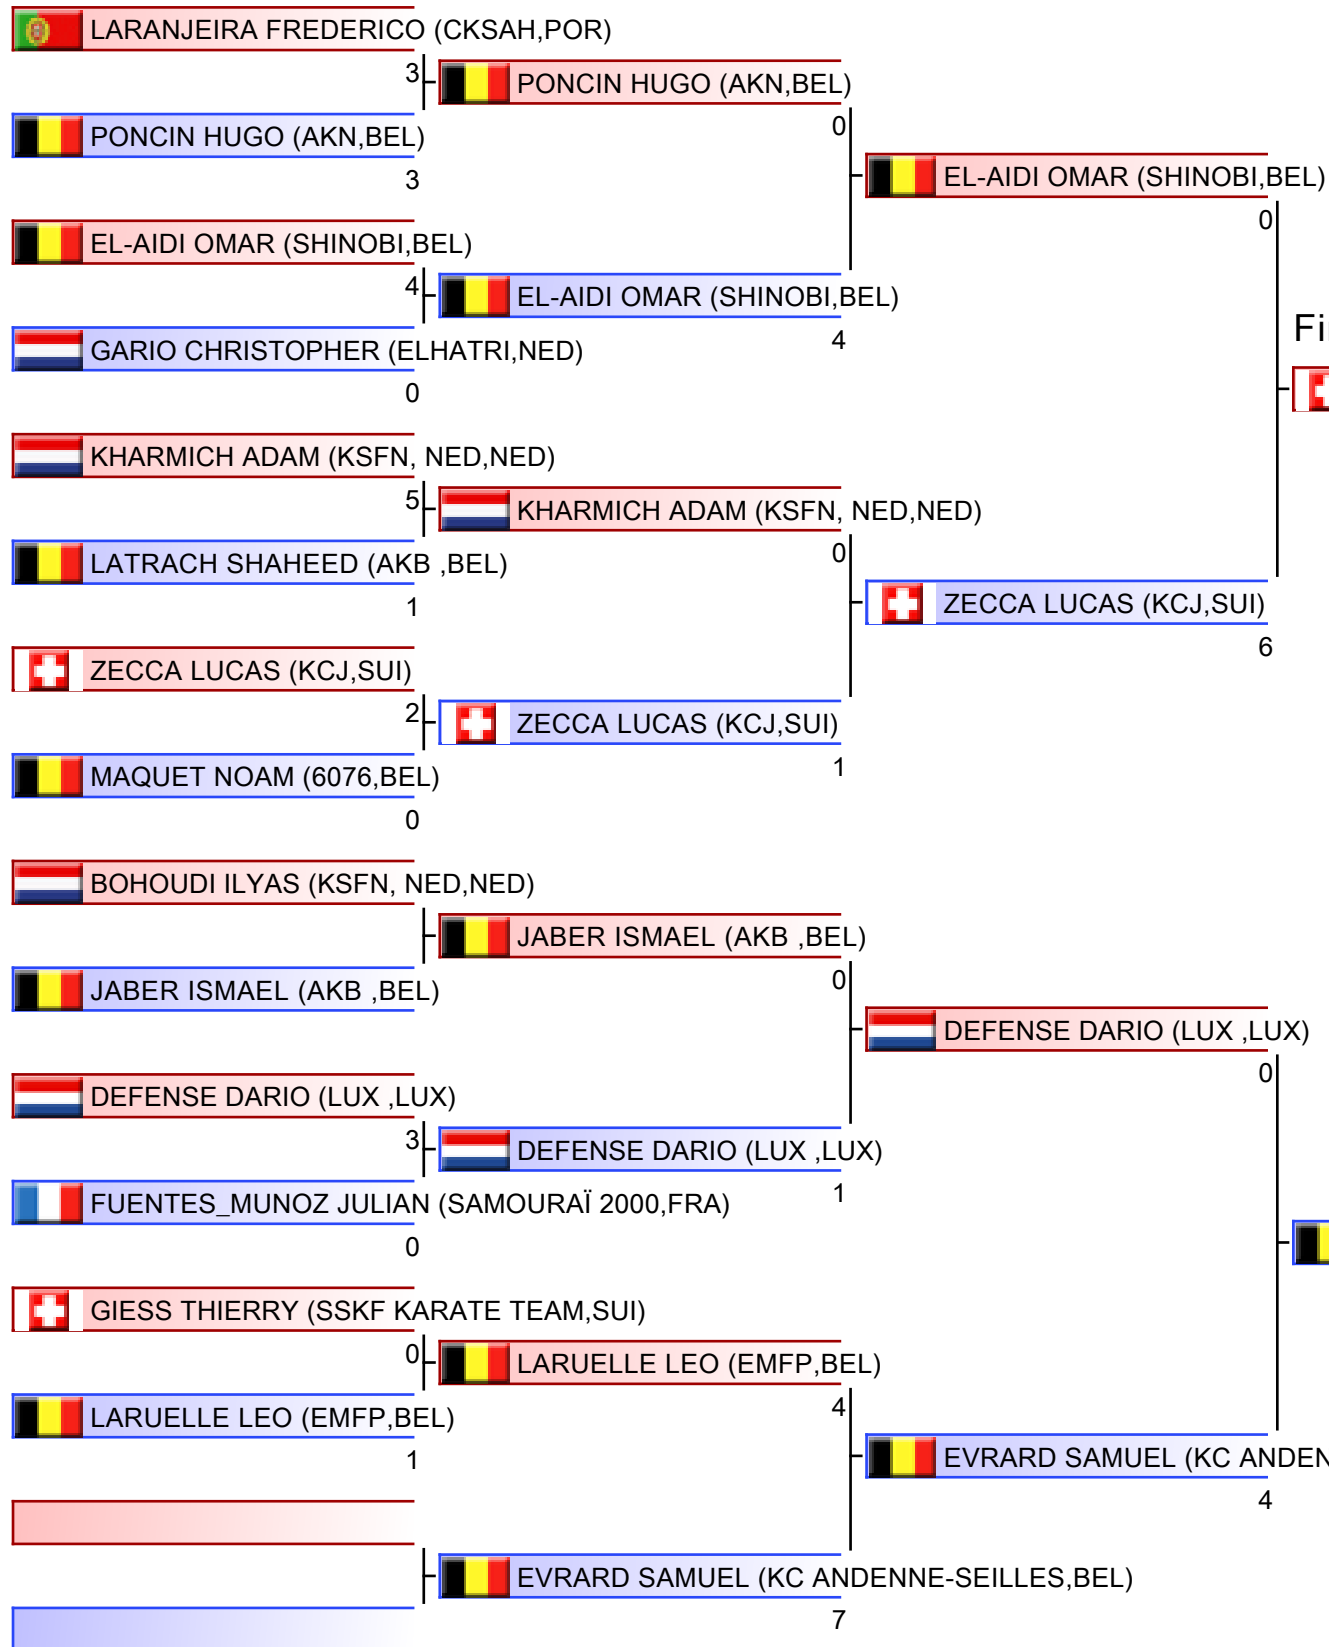 LARANJEIRA FREDERICO (CKSAH,POR)
3
PONCIN HUGO (AKN,BEL)
PONCIN HUGO (AKN,BEL)
0
3
EL-AIDI OMAR (SHINOBI,BEL)
0
EL-AIDI OMAR (SHINOBI,BEL)
4
EL-AIDI OMAR (SHINOBI,BEL)
4
GARIO CHRISTOPHER (ELHATRI,NED)
0
KHARMICH ADAM (KSFN, NED,NED)
5
KHARMICH ADAM (KSFN, NED,NED)
0
LATRACH SHAHEED (AKB ,BEL)
1
ZECCA LUCAS (KCJ,SUI)
6
ZECCA LUCAS (KCJ,SUI)
2
ZECCA LUCAS (KCJ,SUI)
1
MAQUET NOAM (6076,BEL)
0
BOHOUDI ILYAS (KSFN, NED,NED)
JABER ISMAEL (AKB ,BEL)
0
JABER ISMAEL (AKB ,BEL)
DEFENSE DARIO (LUX ,LUX)
0
DEFENSE DARIO (LUX ,LUX)
3
DEFENSE DARIO (LUX ,LUX)
1
FUENTES_MUNOZ JULIAN (SAMOURAÏ 2000,FRA)
0
GIESS THIERRY (SSKF KARATE TEAM,SUI)
0
LARUELLE LEO (EMFP,BEL)
4
LARUELLE LEO (EMFP,BEL)
1
EVRARD SAMUEL (KC ANDEN
4
EVRARD SAMUEL (KC ANDENNE-SEILLES,BEL)
7